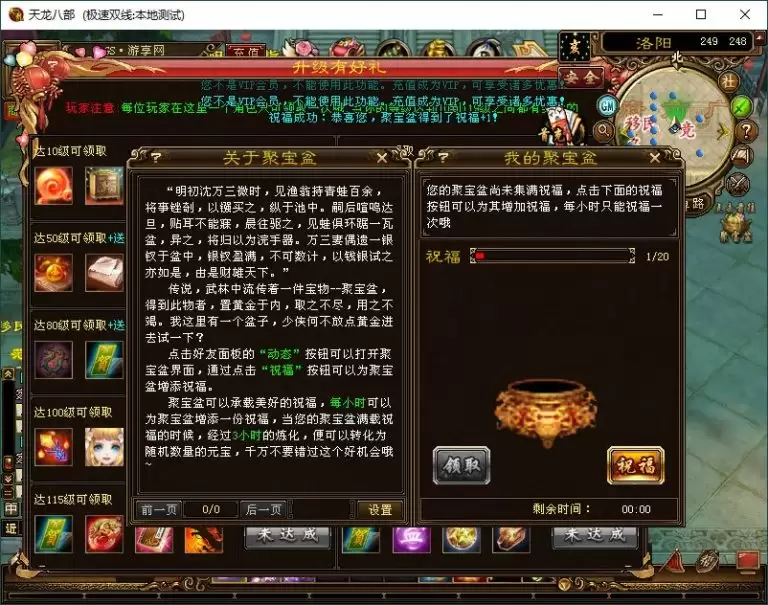 天龙八部 (极速双线:本地测试)
充值
洛阳 249 248
北
安全
升级有好礼
您不是VIP会员，不能使用此功能。充值成为VIP，可享受诸多优惠!
您不是VIP会员，不能使用此功能。充值成为VIP，可享受诸多优惠!
玩家注意
祝福成功：恭喜您，聚宝盆得到了祝福+1!
GM
社
移民
达10级可领取
达50级可领取+送
达80级可领取+送
达100级可领取
达115级可领取
关于聚宝盆
“明初沈万三微时，见渔翁持青蛙百余，
将事锉剞，以镪买之，纵于池中。嗣后喧鸣达
旦，贴耳不能寐，晨往驱之，见蛙俱环踞一瓦
盆，异之，将归以为浣手器。万三妻偶遗一银
钗于盆中，银钗盈满，不可数计，以钱银试之
亦如是，由是财雄天下。”
传说，武林中流传着一件宝物--聚宝盆，
得到此物者，置黄金于内，取之不尽，用之不
竭。我这里有一个盆子，少侠何不放点黄金进
去试一下？
点击好友面板的“动态”按钮可以打开聚
宝盆界面，通过点击“祝福”按钮可以为聚宝
盆增添祝福。
聚宝盆可以承载美好的祝福，每小时可以
为聚宝盆增添一份祝福，当您的聚宝盆满载祝
福的时候，经过3小时的炼化，便可以转化为
随机数量的元宝，千万不要错过这个好机会哦
~
前一页 0/0 后一页 设置
我的聚宝盆
您的聚宝盆尚未集满祝福，点击下面的祝福
按钮可以为其增加祝福，每小时只能祝福一
次哦
祝福 1/20
领取 祝福
剩余时间： 00:00
未达成 未达成